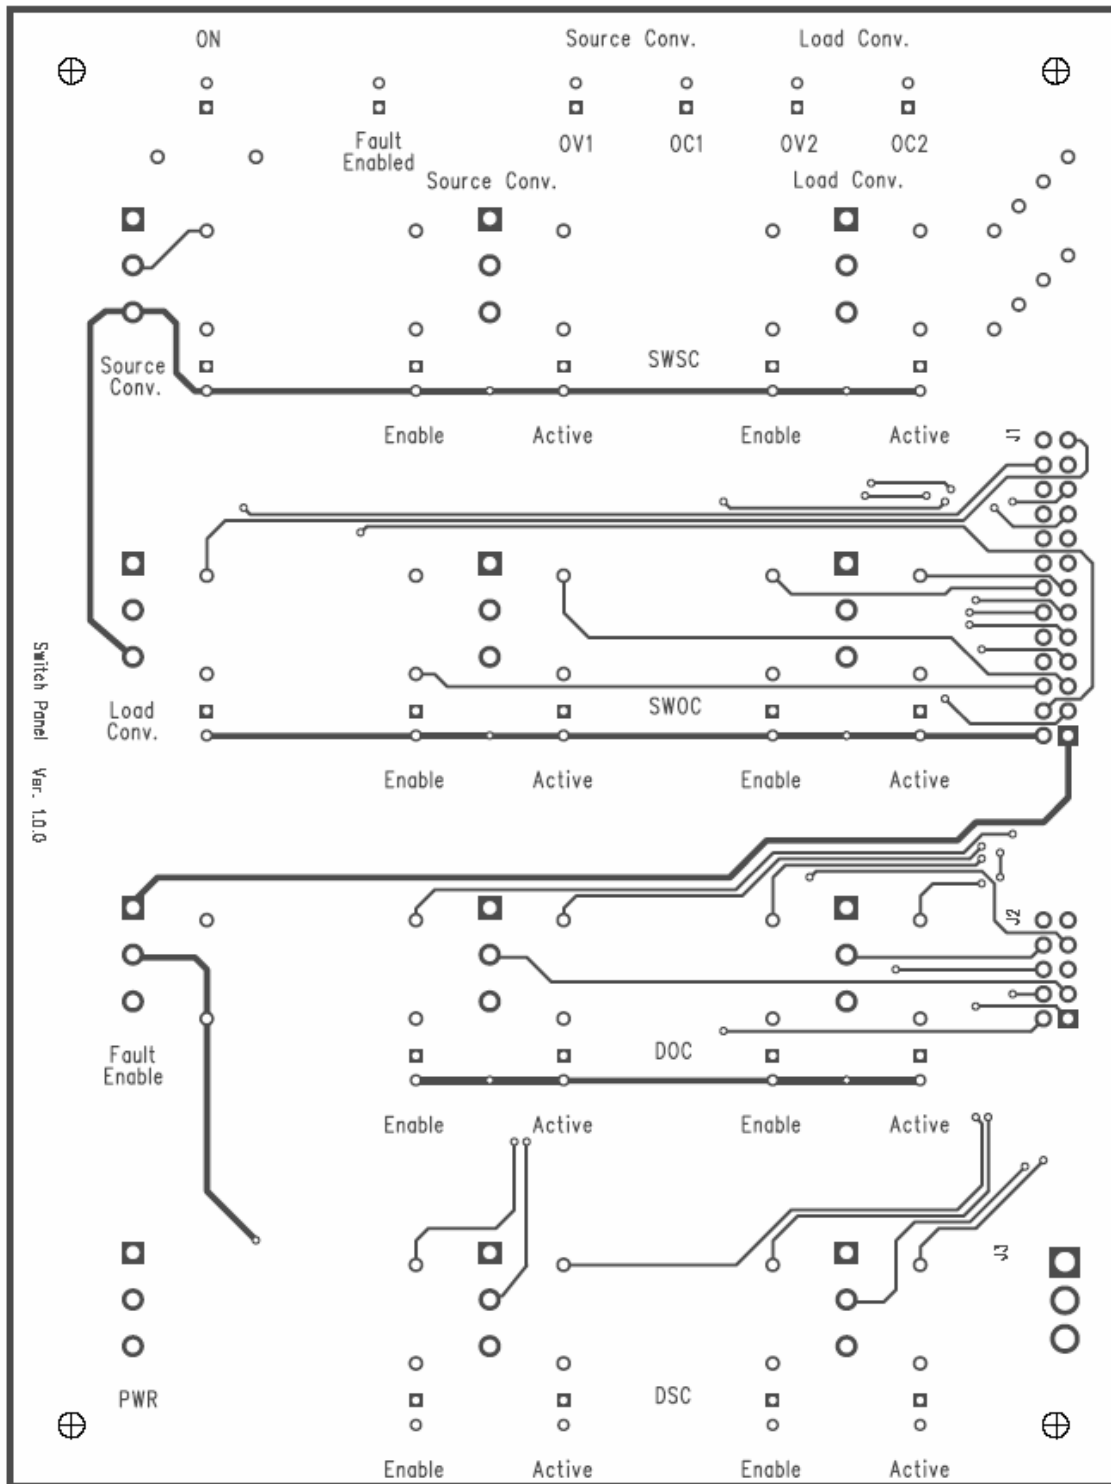 ON
Source Conv.
Load Conv.
Fault
Enabled
OV1
OC1
OV2
OC2
Source Conv.
Load Conv.
Source
Conv.
SWSC
Enable
Active
Enable
Active
J1
Switch Panel Ver. 1.0.0
Load
Conv.
SWOC
Enable
Active
Enable
Active
J2
Fault
Enable
DOC
Enable
Active
Enable
Active
J3
PWR
DSC
Enable
Active
Enable
Active